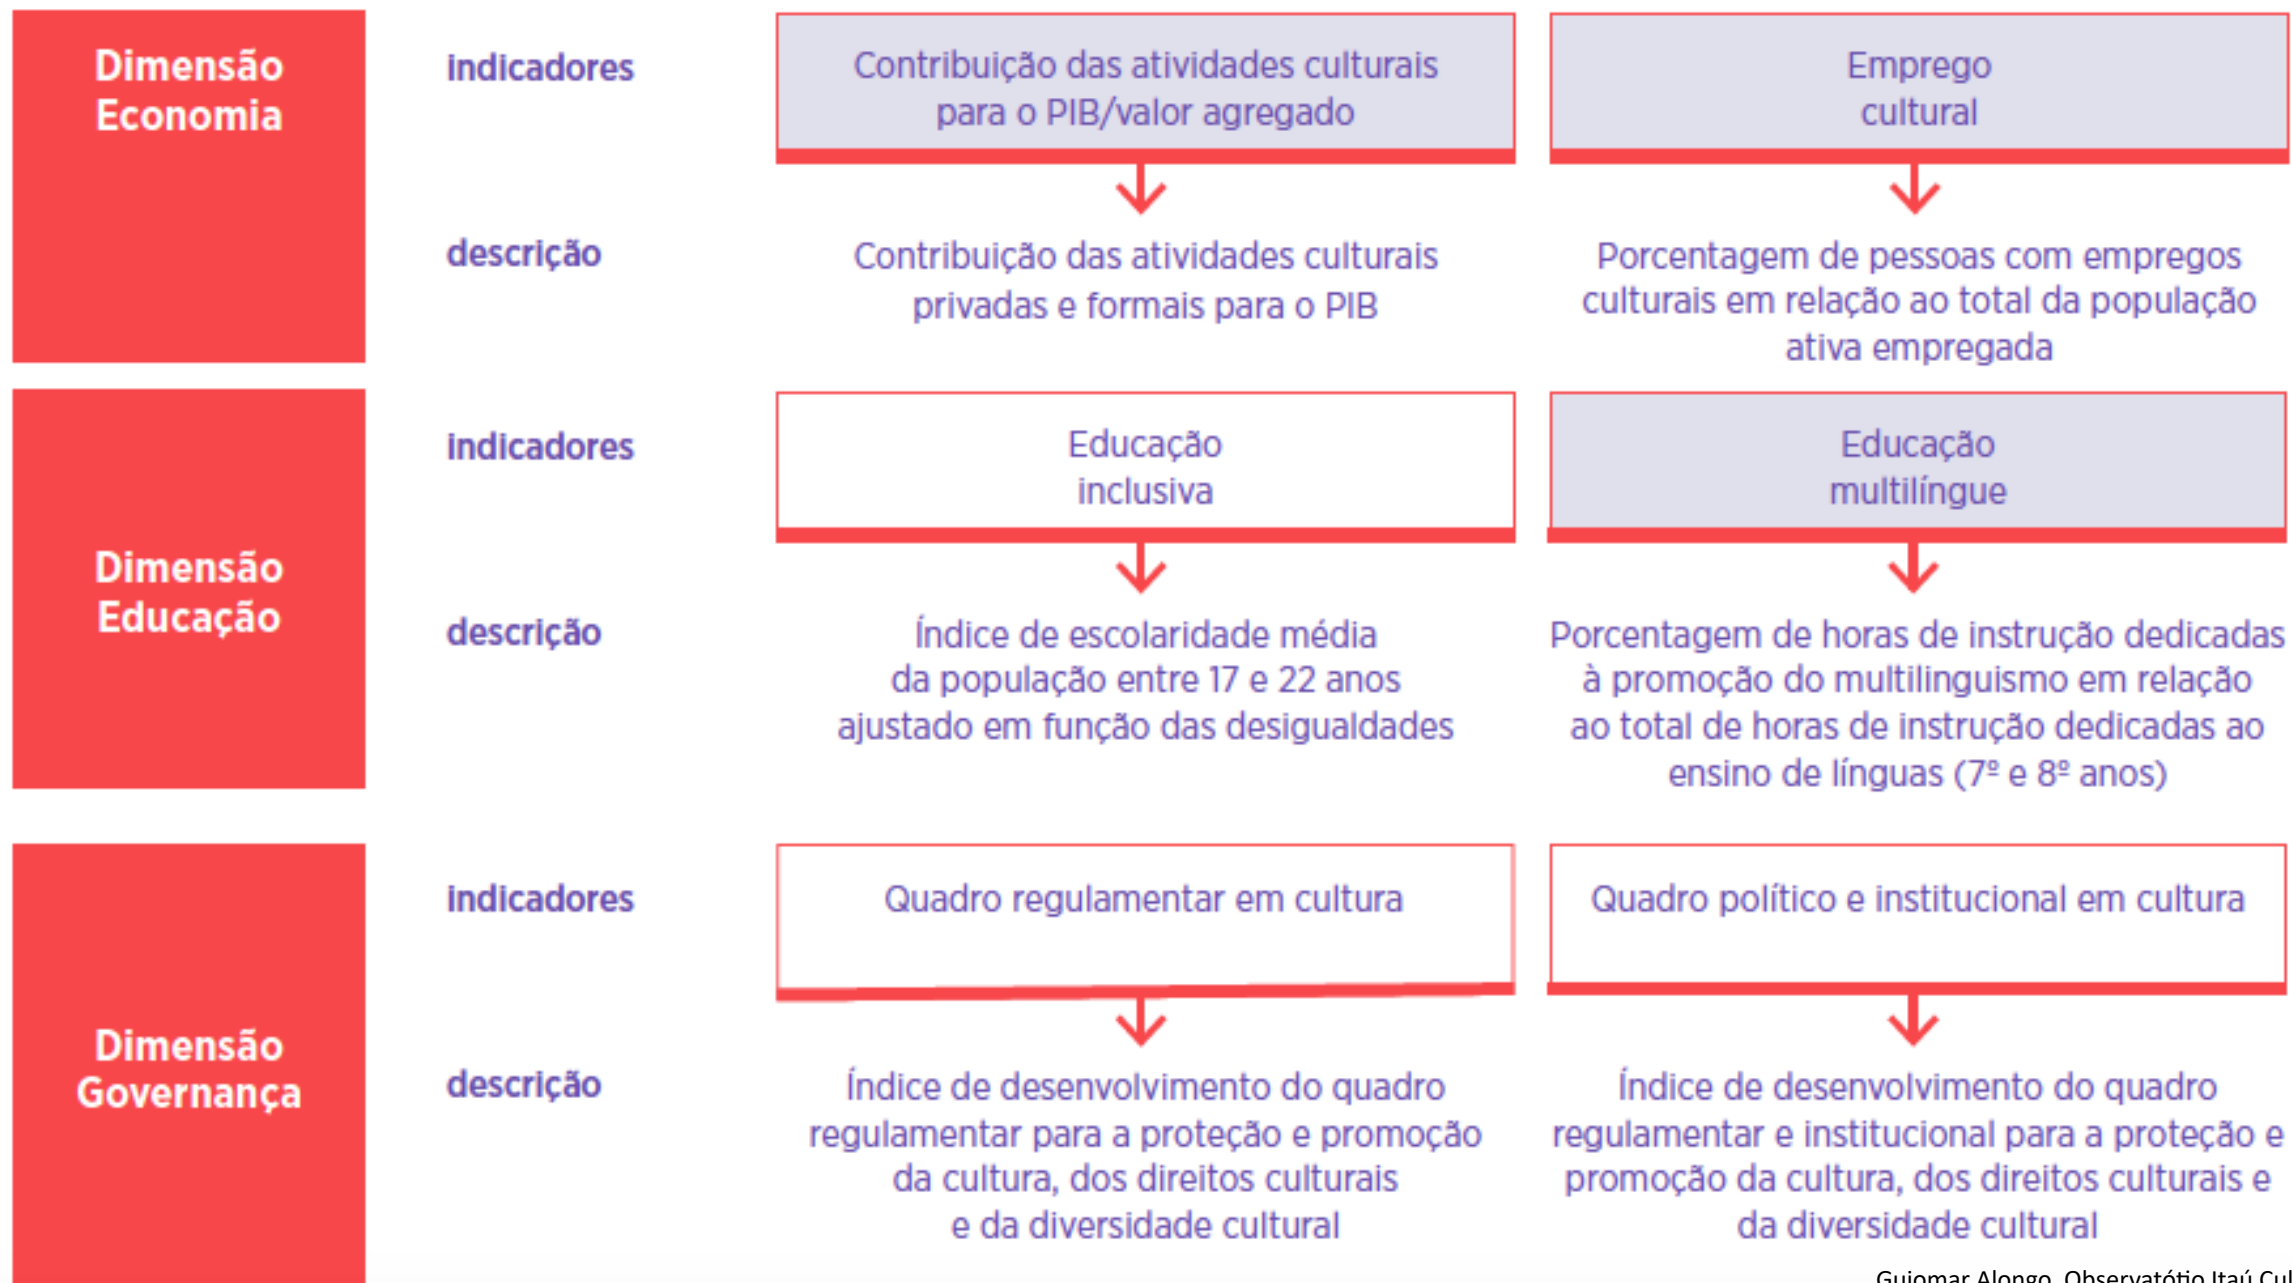 Dimensão
Economia
indicadores
Contribuição das atividades culturais
para o PIB/valor agregado
Emprego
cultural
descrição
Contribuição das atividades culturais
privadas e formais para o PIB
Porcentagem de pessoas com empregos
culturais em relação ao total da população
ativa empregada
Dimensão
Educação
indicadores
Educação
inclusiva
Educação
multilíngue
descrição
Índice de escolaridade média
da população entre 17 e 22 anos
ajustado em função das desigualdades
Porcentagem de horas de instrução dedicadas
à promoção do multilinguismo em relação
ao total de horas de instrução dedicadas ao
ensino de línguas (7º e 8º anos)
Dimensão
Governança
indicadores
Quadro regulamentar em cultura
Quadro político e institucional em cultura
descrição
Índice de desenvolvimento do quadro
regulamentar para a proteção e promoção
da cultura, dos direitos culturais
e da diversidade cultural
Índice de desenvolvimento do quadro
regulamentar e institucional para a proteção e
promoção da cultura, dos direitos culturais e
da diversidade cultural
Guiomar Alongo, Observatótio Itaú Cul